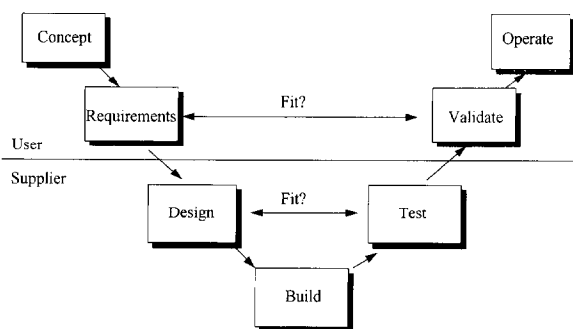 Concept
Operate
Requirements
Fit?
Validate
User
Supplier
Design
Fit?
Test
Build